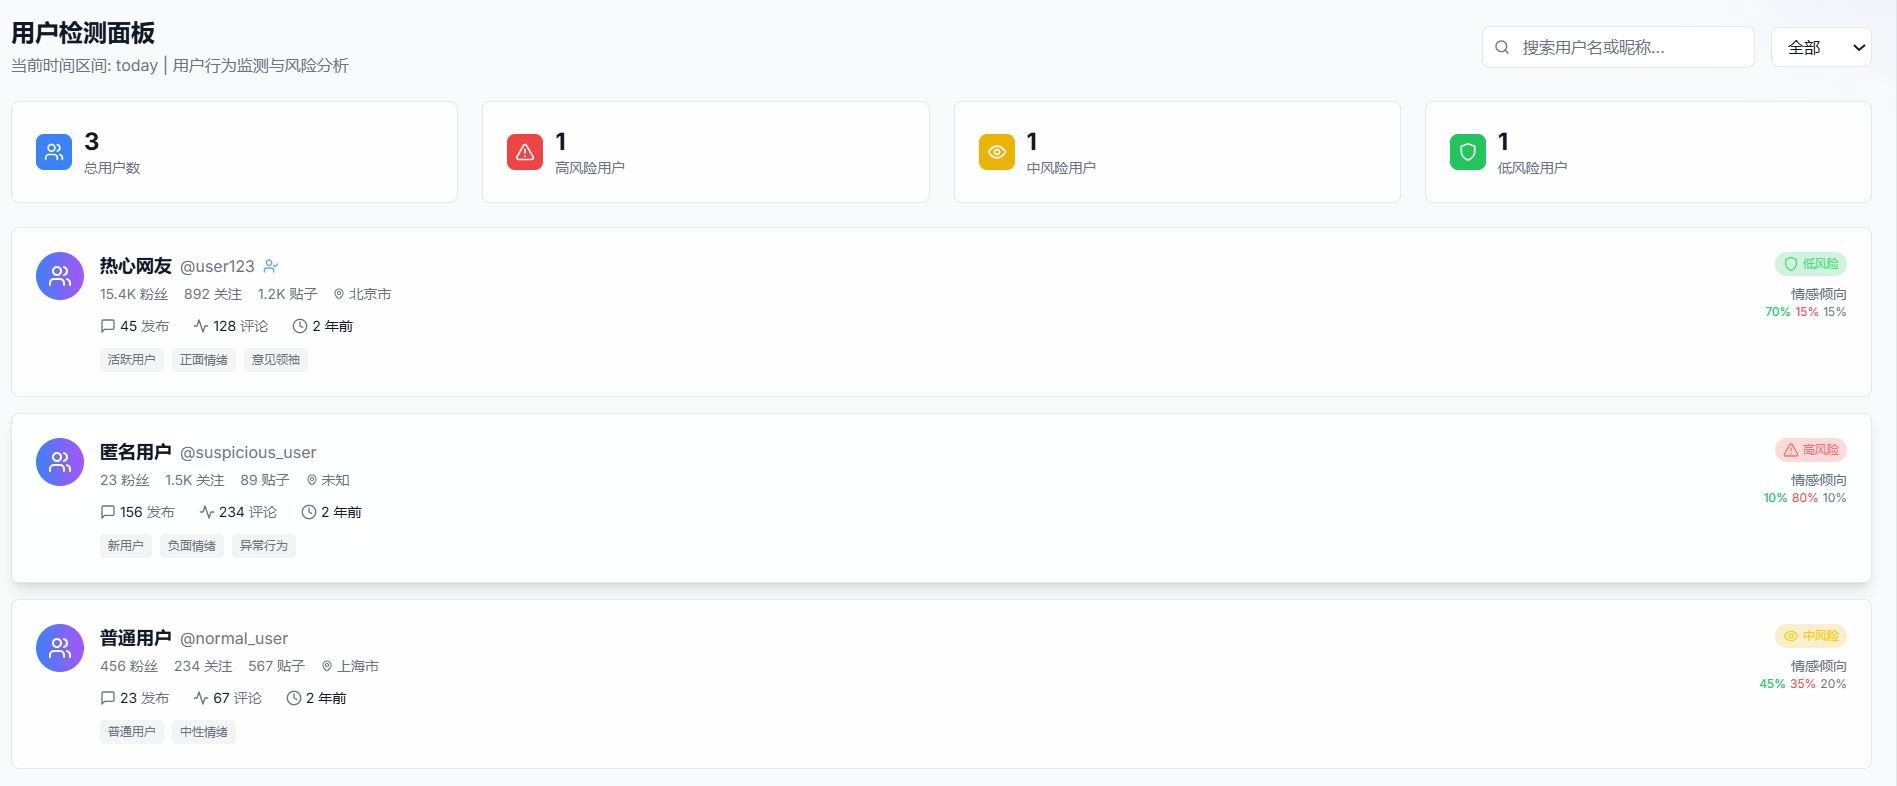 用户检测面板
当前时间区间: today | 用户行为监测与风险分析
搜索用户名或昵称...
全部
3
总用户数
1
高风险用户
1
中风险用户
1
低风险用户
热心网友 @user123
低风险
15.4K 粉丝 892 关注 1.2K 贴子 北京市
情感倾向
45 发布 128 评论 2 年前
70% 15% 15%
活跃用户 正面情绪 意见领袖
匿名用户 @suspicious_user
高风险
23 粉丝 1.5K 关注 89 贴子 未知
情感倾向
156 发布 234 评论 2 年前
10% 80% 10%
新用户 负面情绪 异常行为
普通用户 @normal_user
中风险
456 粉丝 234 关注 567 贴子 上海市
情感倾向
23 发布 67 评论 2 年前
45% 35% 20%
普通用户 中性情绪